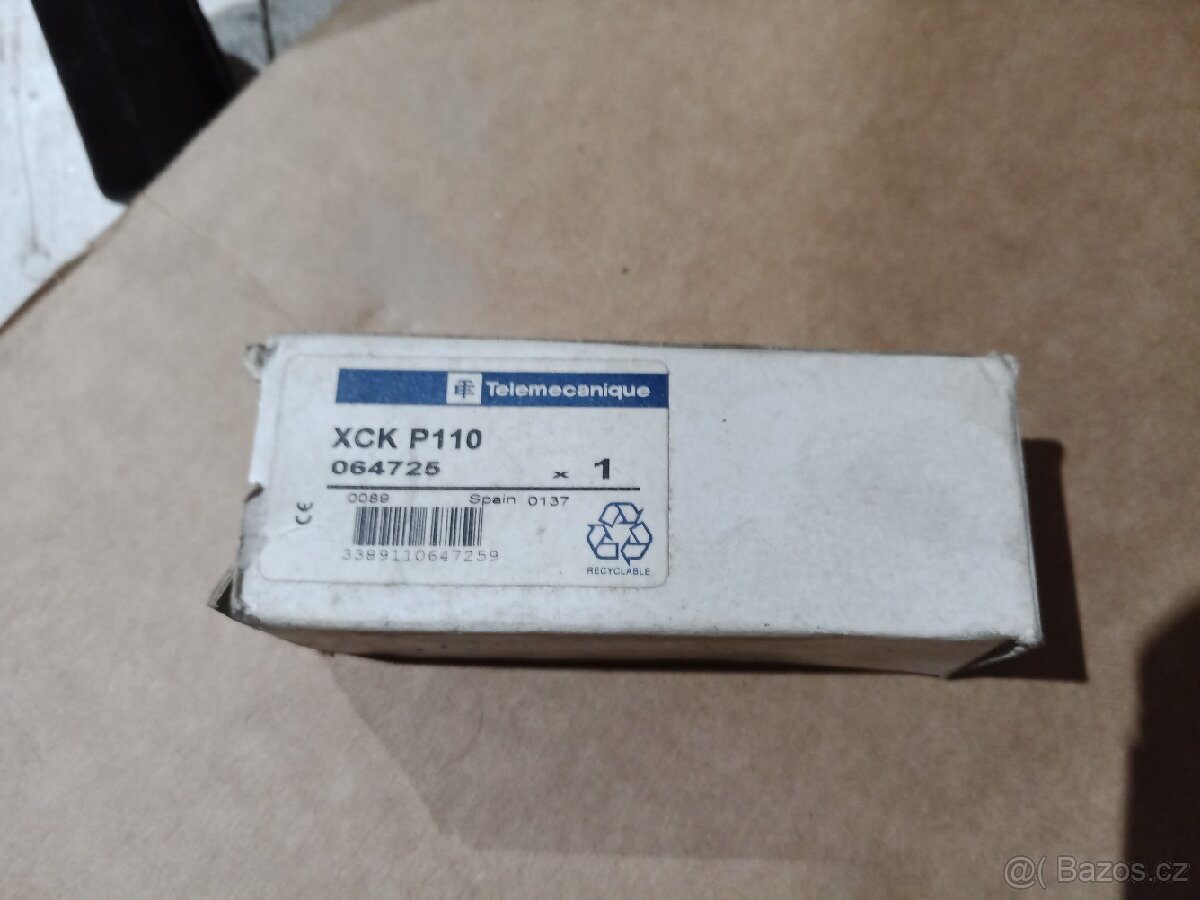 Telemecanique
XCK P110
064725 x 1
0089 Spain 0137
CE
3389110647259
RECYCLABLE
@( Bazos.cz